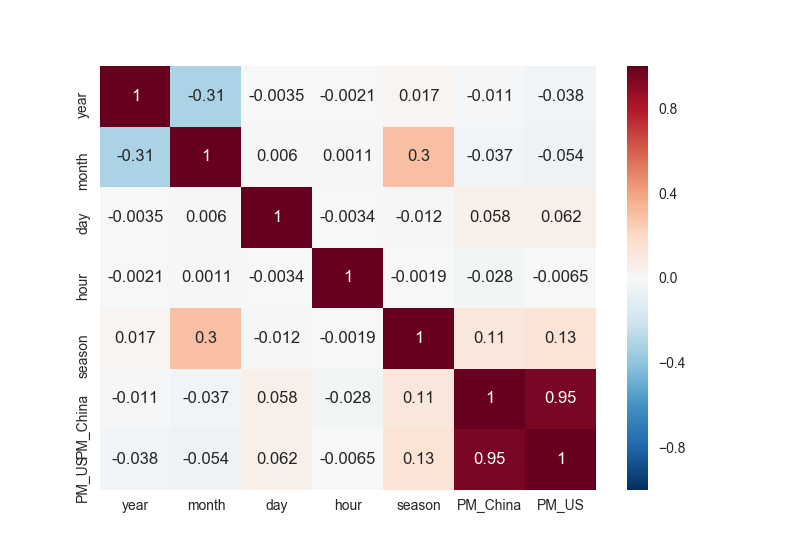 year 1 -0.31 -0.0035 -0.0021 0.017 -0.011 -0.038
month -0.31 1 0.006 0.0011 0.3 -0.037 -0.054
day -0.0035 0.006 1 -0.0034 -0.012 0.058 0.062
hour -0.0021 0.0011 -0.0034 1 -0.0019 -0.028 -0.0065
season 0.017 0.3 -0.012 -0.0019 1 0.11 0.13
PM_China -0.011 -0.037 0.058 -0.028 0.11 1 0.95
PM_US -0.038 -0.054 0.062 -0.0065 0.13 0.95 1
year month day hour season PM_China PM_US
0.8
0.4
0.0
−0.4
−0.8